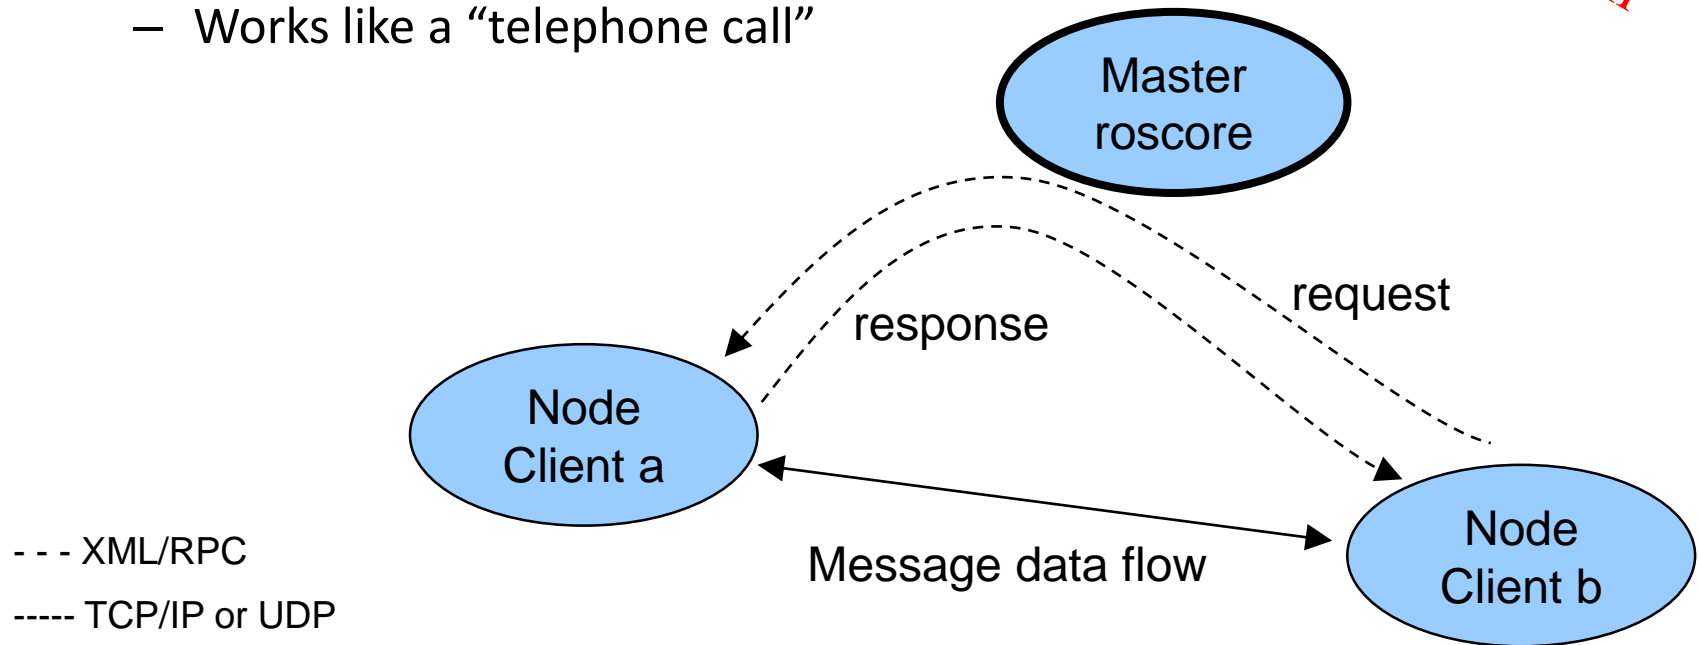 – Works like a “telephone call”
Master
roscore
request
response
Node
Client a
Message data flow
Node
Client b
- - - XML/RPC
----- TCP/IP or UDP